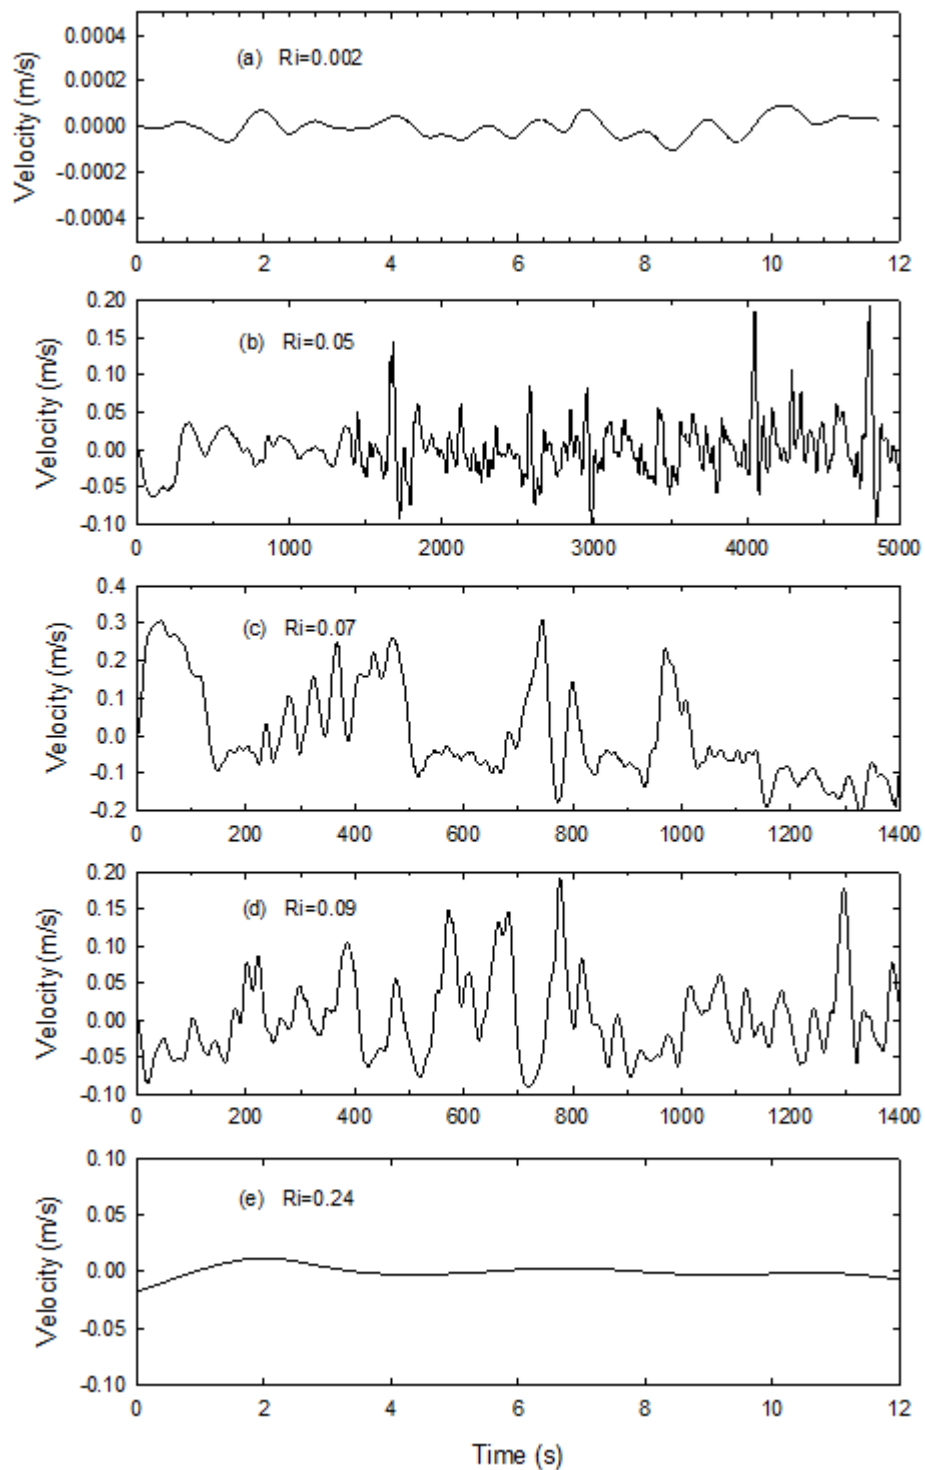 Velocity (m/s)
0.0004
0.0002
0.0000
-0.0002
-0.0004
(a) Ri=0.002
0 2 4 6 8 10 12
Velocity (m/s)
0.20
0.15
0.10
0.05
0.00
-0.05
-0.10
(b) Ri=0.05
0 1000 2000 3000 4000 5000
Velocity (m/s)
0.4
0.3
0.2
0.1
0.0
-0.1
-0.2
(c) Ri=0.07
0 200 400 600 800 1000 1200 1400
Velocity (m/s)
0.20
0.15
0.10
0.05
0.00
-0.05
-0.10
(d) Ri=0.09
0 200 400 600 800 1000 1200 1400
Velocity (m/s)
0.10
0.05
0.00
-0.05
-0.10
(e) Ri=0.24
0 2 4 6 8 10 12
Time (s)